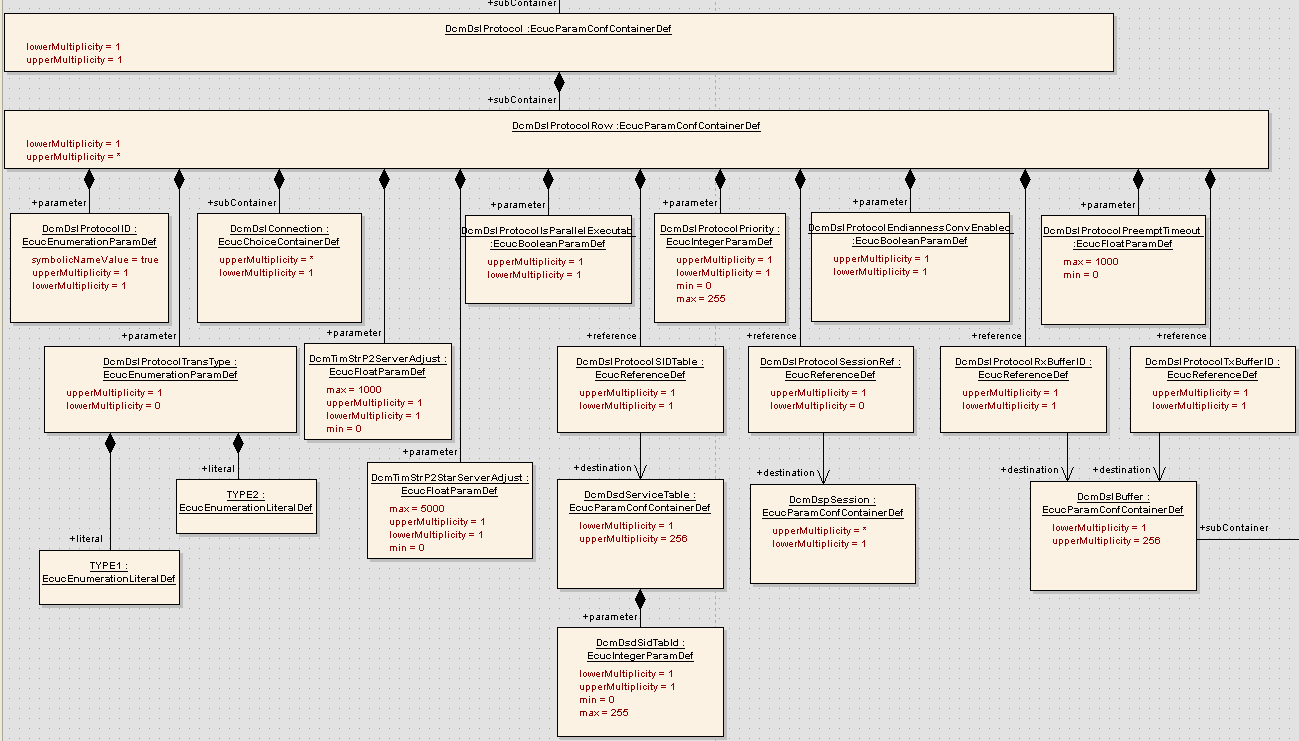 +subContainer
DcmDslProtocol :EcucParamConfContainerDef
lowerMultiplicity = 1
upperMultiplicity = 1
+subContainer
DcmDslProtocolRow :EcucParamConfContainerDef
lowerMultiplicity = 1
upperMultiplicity = *
+parameter
DcmDslProtocolID :
EcucEnumerationParamDef
symbolicNameValue = true
upperMultiplicity = 1
lowerMultiplicity = 1
+subContainer
DcmDslConnection :
EcucChoiceContainerDef
upperMultiplicity = *
lowerMultiplicity = 1
+parameter
DcmDslProtocolIsParallelExecutab
:EcucBooleanParamDef
upperMultiplicity = 1
lowerMultiplicity = 1
+parameter
DcmDslProtocolPriority :
EcucIntegerParamDef
upperMultiplicity = 1
lowerMultiplicity = 1
min = 0
max = 255
+parameter
DcmDslProtocolEndiannessConvEnabled
:EcucBooleanParamDef
upperMultiplicity = 1
lowerMultiplicity = 1
+parameter
DcmDslProtocolPreemptTimeout
:EcucFloatParamDef
max = 1000
min = 0
+parameter
DcmDslProtocolTransType :
EcucEnumerationParamDef
upperMultiplicity = 1
lowerMultiplicity = 0
+parameter
DcmTimStrP2ServerAdjust :
EcucFloatParamDef
max = 1000
upperMultiplicity = 1
lowerMultiplicity = 1
min = 0
+reference
DcmDslProtocolSIDTable :
EcucReferenceDef
upperMultiplicity = 1
lowerMultiplicity = 1
+reference
DcmDslProtocolSessionRef :
EcucReferenceDef
upperMultiplicity = 1
lowerMultiplicity = 0
+reference
DcmDslProtocolRxBufferID :
EcucReferenceDef
upperMultiplicity = 1
lowerMultiplicity = 1
+reference
DcmDslProtocolTxBufferID :
EcucReferenceDef
upperMultiplicity = 1
lowerMultiplicity = 1
+parameter
DcmTimStrP2StarServerAdjust :
EcucFloatParamDef
max = 5000
upperMultiplicity = 1
lowerMultiplicity = 1
min = 0
+literal
TYPE2 :
EcucEnumerationLiteralDef
+literal
TYPE1 :
EcucEnumerationLiteralDef
+destination
DcmDsdServiceTable :
EcucParamConfContainerDef
lowerMultiplicity = 1
upperMultiplicity = 256
+destination
DcmDspSession :
EcucParamConfContainerDef
upperMultiplicity = *
lowerMultiplicity = 1
+destination
+destination
DcmDslBuffer :
EcucParamConfContainerDef
lowerMultiplicity = 1
upperMultiplicity = 256
+subContainer
+parameter
DcmDsdSidTabId :
EcucIntegerParamDef
lowerMultiplicity = 1
upperMultiplicity = 1
min = 0
max = 255